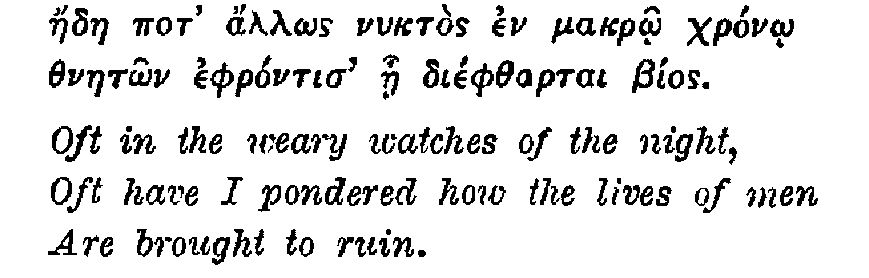 ἤδη ποτ’ ἄλλως νυκτὸς ἐν μακρῷ χρόνῳ
θνητῶν ἐφρόντισ’ ᾗ διέφθαρται βίος.
Oft in the weary watches of the night,
Oft have I pondered how the lives of men
Are brought to ruin.